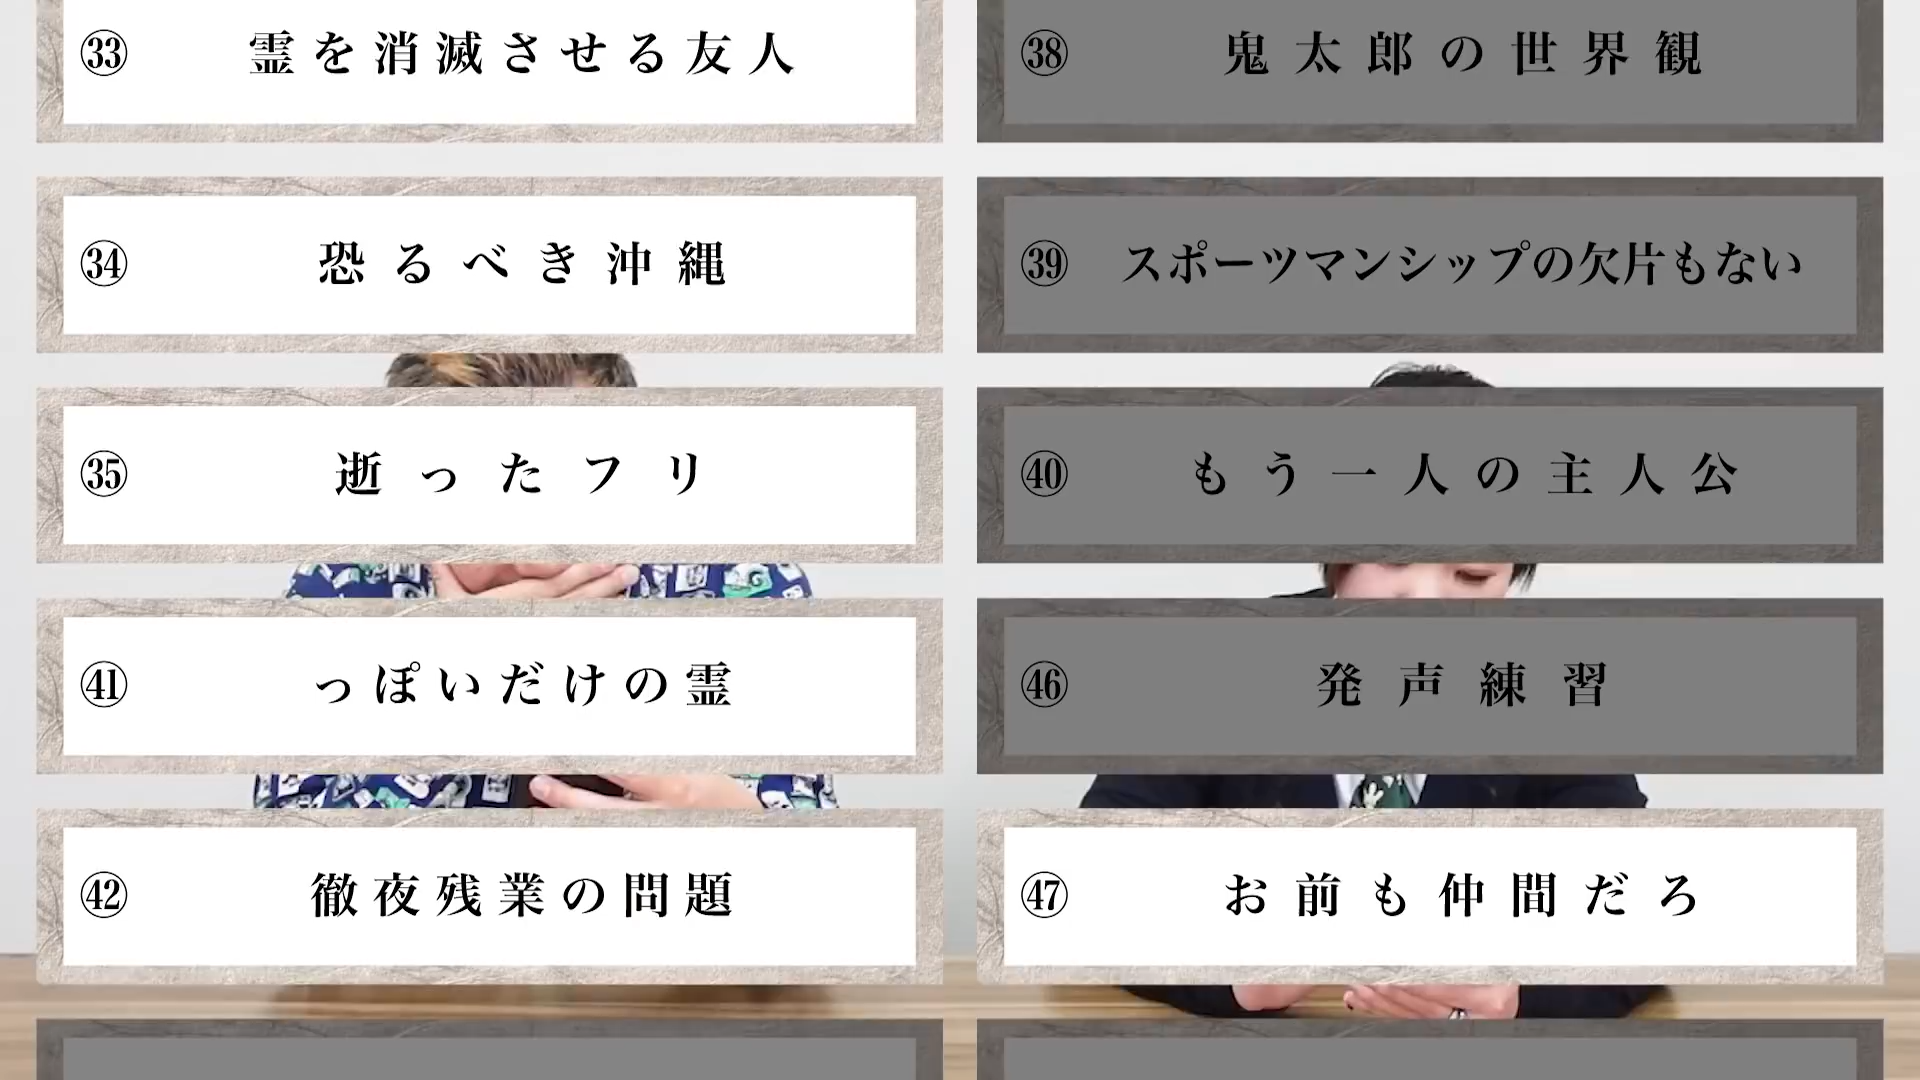 ㉝ 霊を消滅させる友人
㉞ 恐るべき沖縄
㉟ 逝ったフリ
㊶ っぽいだけの霊
㊷ 徹夜残業の問題
㊳ 鬼太郎の世界観
㊴ スポーツマンシップの欠片もない
㊵ もう一人の主人公
㊻ 発声練習
㊼ お前も仲間だろ